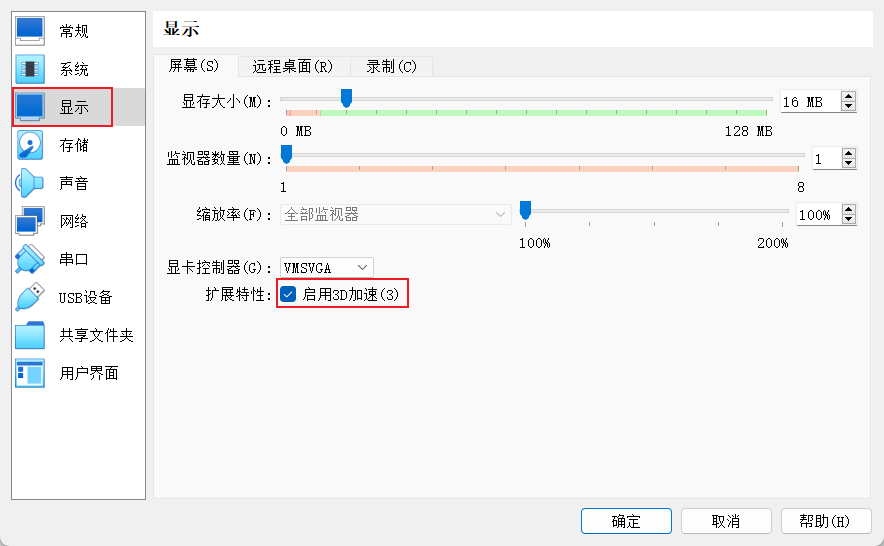 常规
系统
显示
存储
声音
网络
串口
USB设备
共享文件夹
用户界面
显示
屏幕(S) 远程桌面(R) 录制(C)
显存大小(M): 16 MB
0 MB 128 MB
监视器数量(N): 1
1 8
缩放率(F): 全部监视器 100%
100% 200%
显卡控制器(G): VMSVGA
扩展特性: 启用3D加速(3)
确定 取消 帮助(H)